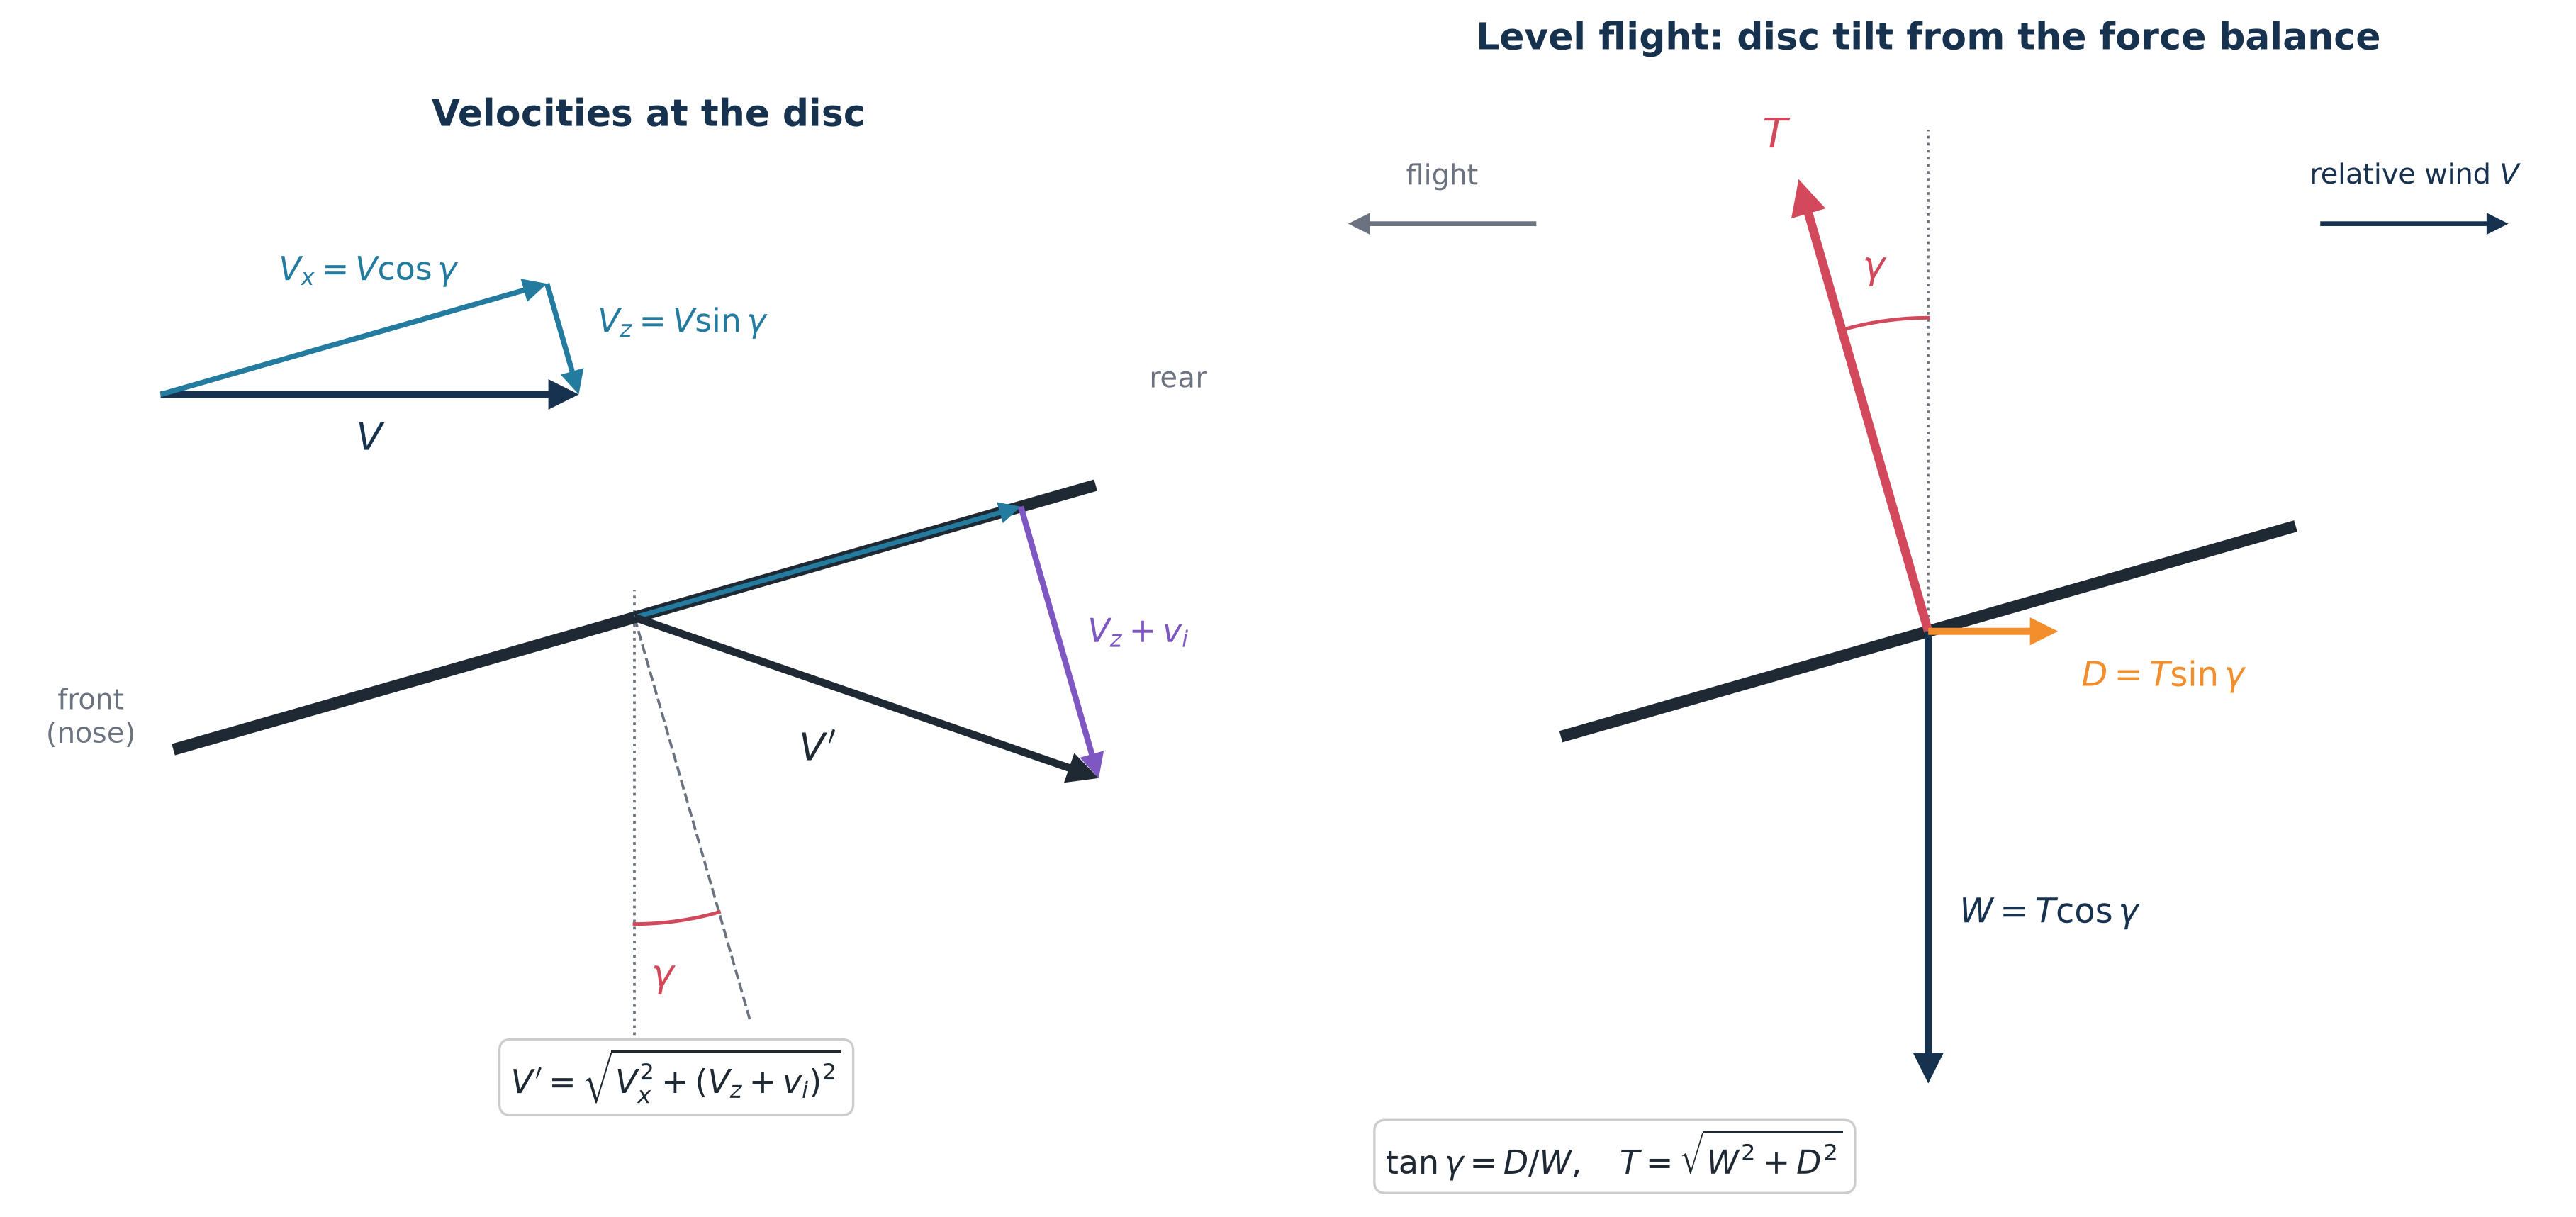 Velocities at the disc
V_x = V cos γ
V_z = V sin γ
V
rear
front
(nose)
V_z + v_i
V′
γ
V′ = √(V_x² + (V_z + v_i)²)
Level flight: disc tilt from the force balance
T
flight
relative wind V
γ
D = T sin γ
W = T cos γ
tan γ = D/W, T = √(W² + D²)